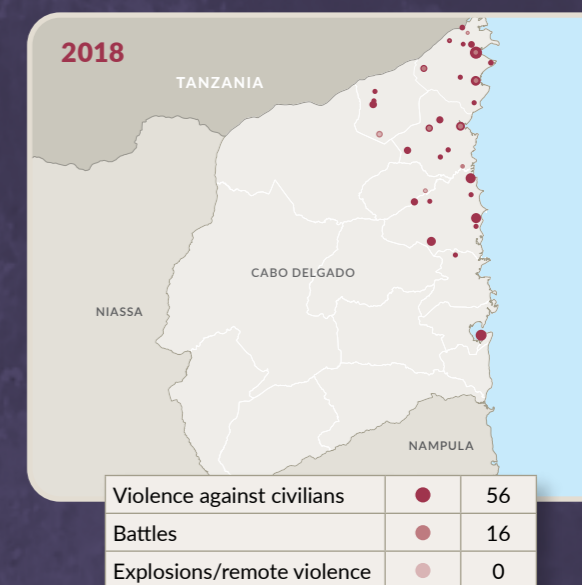 2018
TANZANIA
CABO DELGADO
NIASSA
NAMPULA
Violence against civilians 56
Battles 16
Explosions/remote violence 0